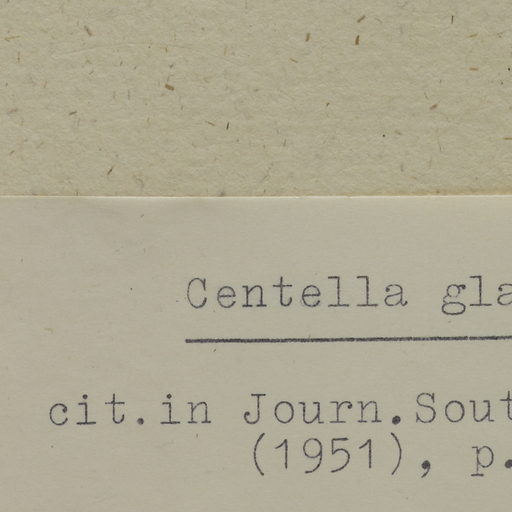 Centella gla
cit.in Journ.Sout
(1951), p.